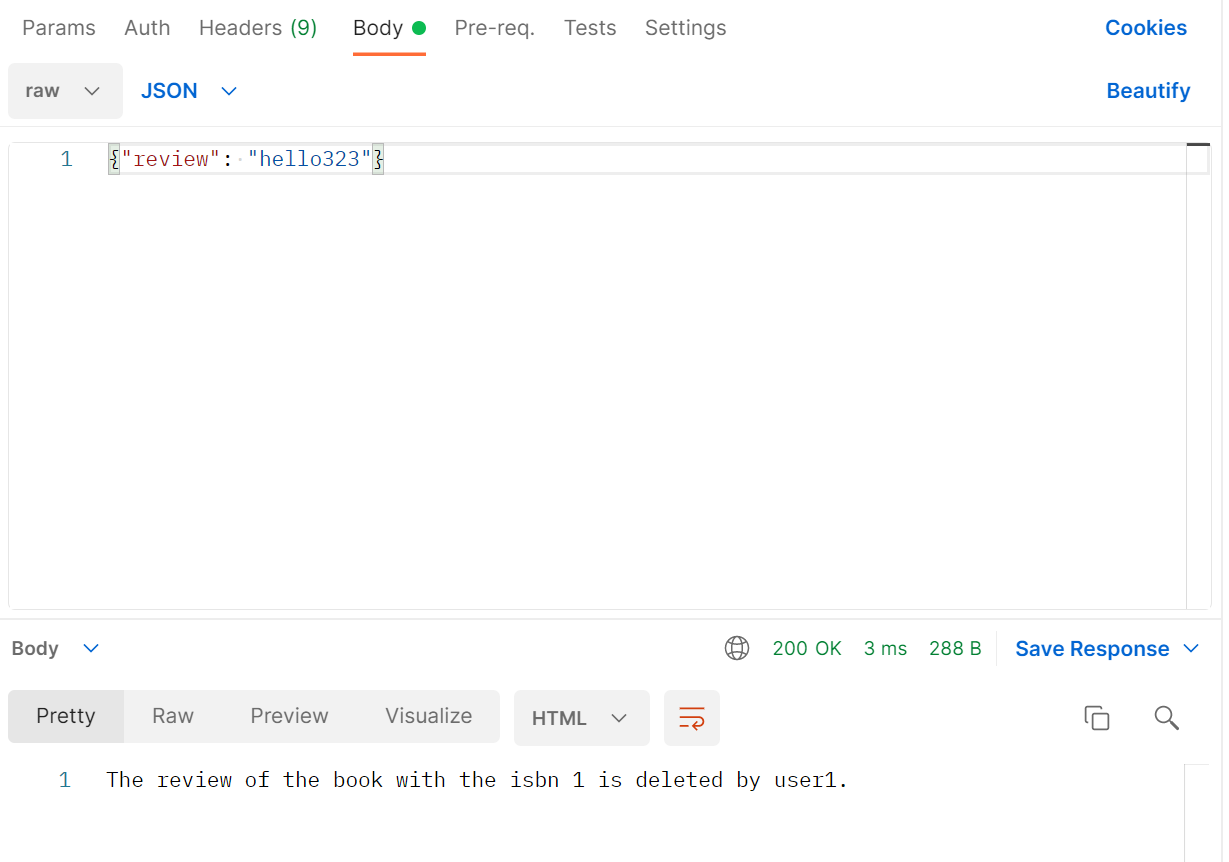 Params Auth Headers (9) Body Pre-req. Tests Settings Cookies
raw JSON Beautify
1 {"review": "hello323"}
Body 200 OK 3 ms 288 B Save Response
Pretty Raw Preview Visualize HTML
1 The review of the book with the isbn 1 is deleted by user1.